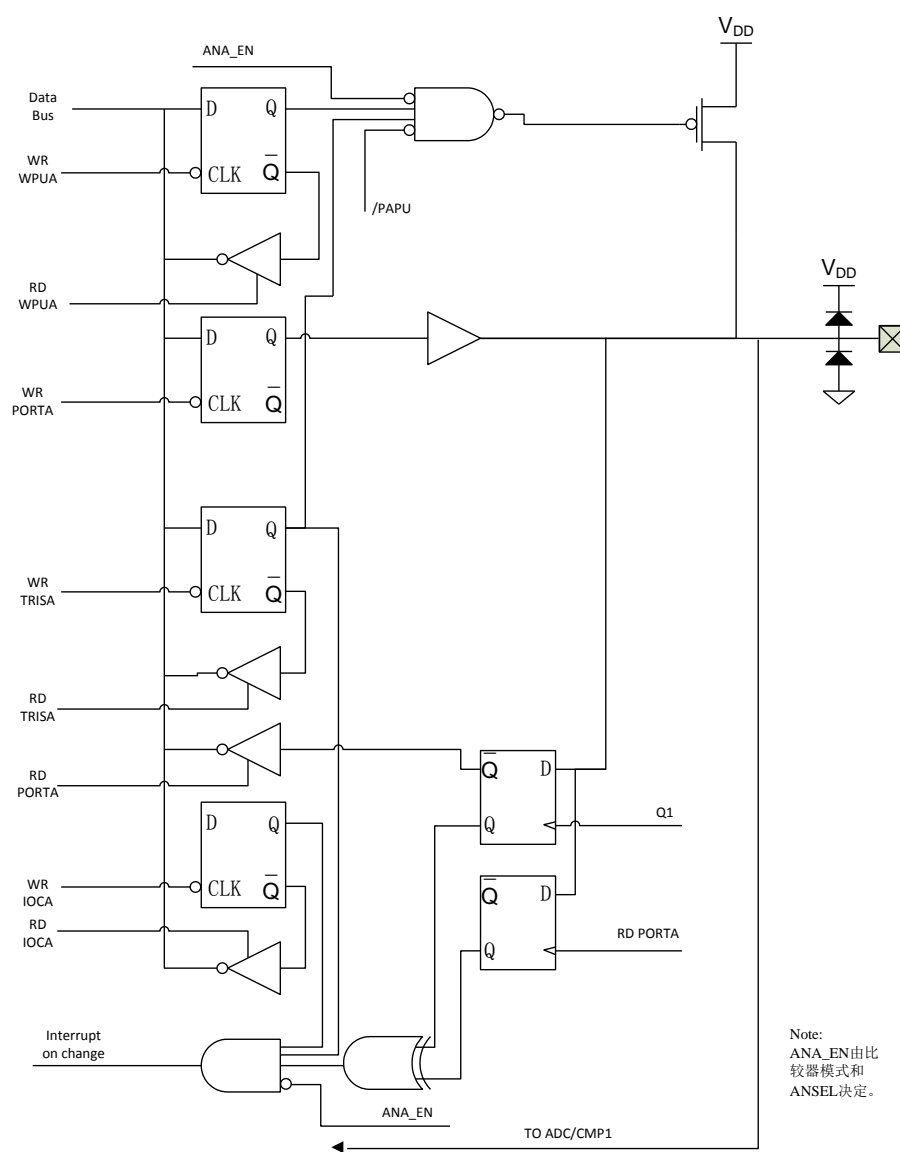 V_DD
ANA_EN
Data
Bus
D
Q
WR
WPUA
CLK
Q̅
/PAPU
RD
WPUA
V_DD
D
Q
WR
PORTA
CLK
Q̅
D
Q
WR
TRISA
CLK
Q̅
RD
TRISA
RD
PORTA
Q̅
D
Q
Q1
D
Q
WR
IOCA
CLK
Q̅
RD
IOCA
Q̅
D
Q
RD PORTA
Interrupt
on change
ANA_EN
TO ADC/CMP1
Note:
ANA_EN由比
较器模式和
ANSEL决定。